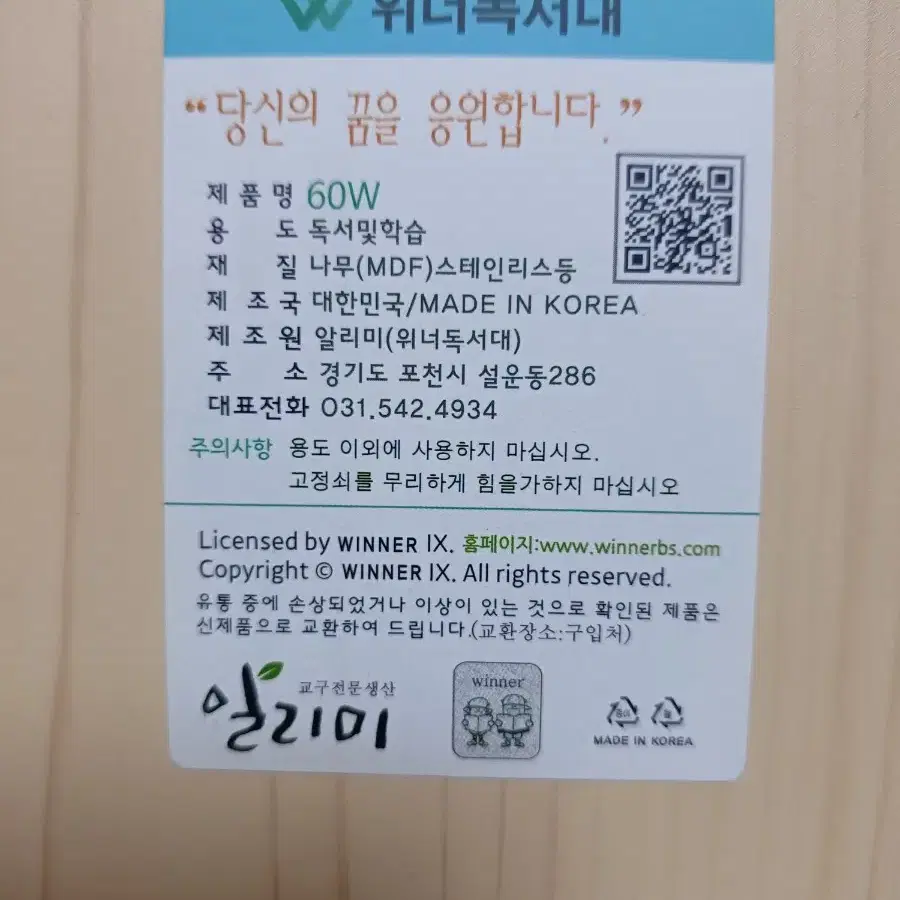 W 위너독서대
“당신의 꿈을 응원합니다.”
제품명 60W
용 도 독서및학습
재 질 나무(MDF)스테인리스등
제 조국 대한민국/MADE IN KOREA
제 조 원 알리미(위너독서대)
주 소 경기도 포천시 설운동286
대표전화 031.542.4934
주의사항 용도 이외에 사용하지 마십시오.
고정쇠를 무리하게 힘을가하지 마십시오
Licensed by WINNER IX. 홈페이지:www.winnerbs.com
Copyright © WINNER IX. All rights reserved.
유통 중에 손상되었거나 이상이 있는 것으로 확인된 제품은
신제품으로 교환하여 드립니다.(교환장소:구입처)
교구전문생산
알리미
winner
MADE IN KOREA